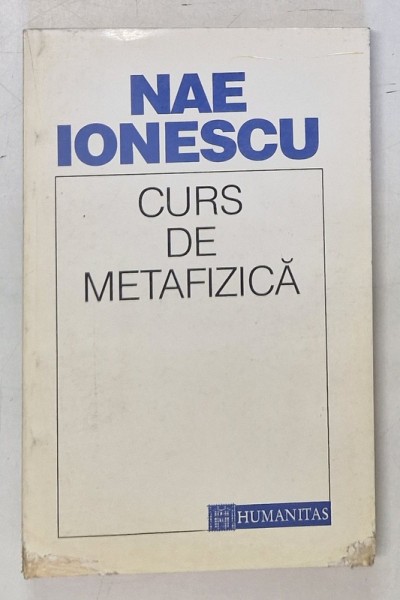 NAE
IONESCU
CURS
DE
METAFIZICĂ
HUMANITAS